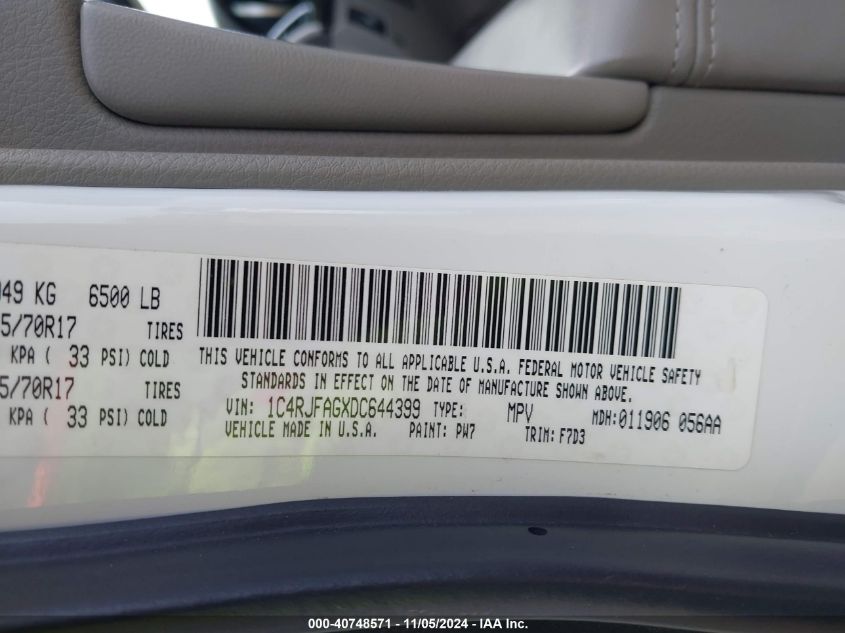 049 KG 6500 LB
5/70R17 TIRES
KPA ( 33 PSI) COLD
5/70R17 TIRES
KPA ( 33 PSI) COLD
THIS VEHICLE CONFORMS TO ALL APPLICABLE U.S.A. FEDERAL MOTOR VEHICLE SAFETY
STANDARDS IN EFFECT ON THE DATE OF MANUFACTURE SHOWN ABOVE.
VIN: 1C4RJFAGXDC644399 TYPE: MPV MDH:011906 056AA
VEHICLE MADE IN U.S.A. PAINT: PW7 TRIM: F7D3
000-40748571 - 11/05/2024 - IAA Inc.